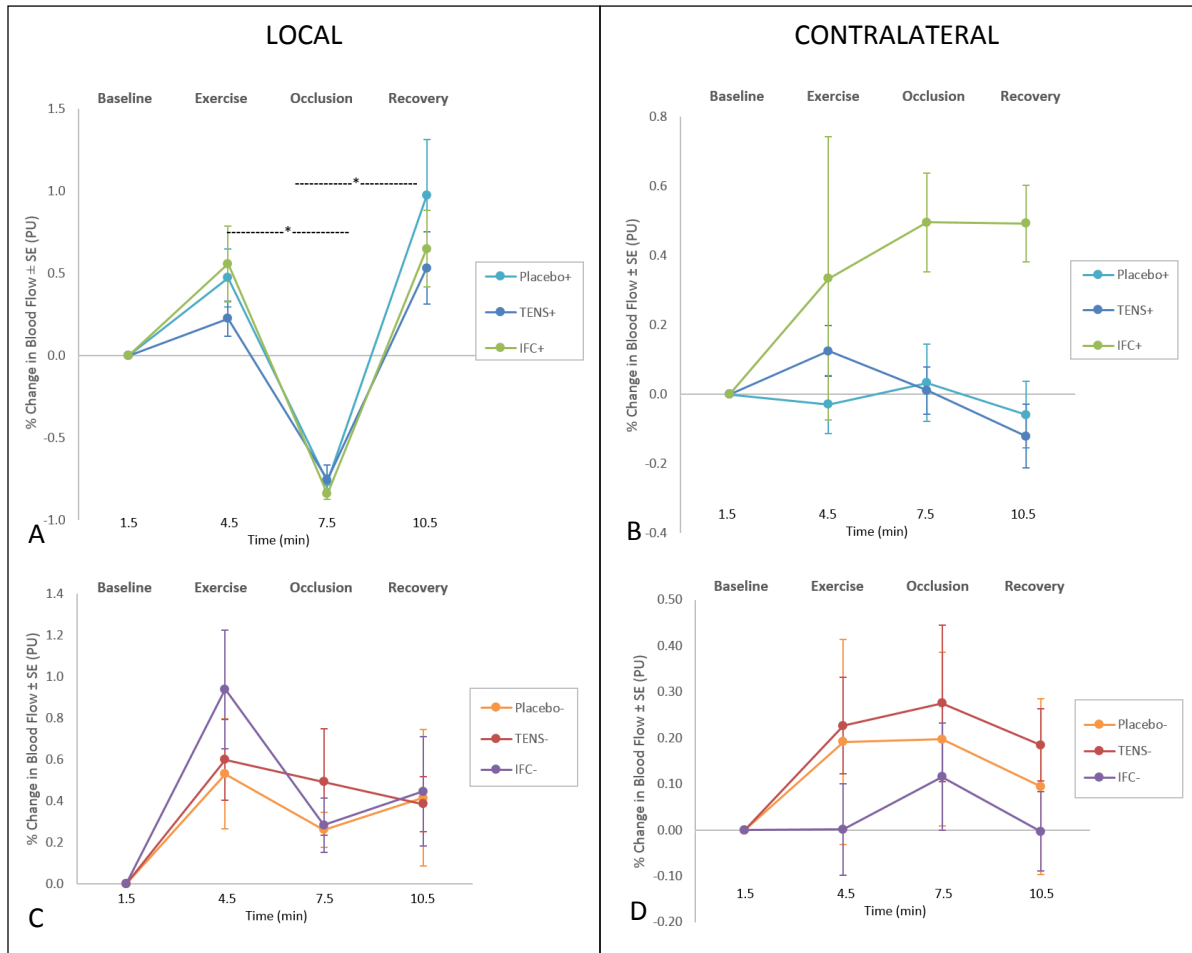 LOCAL
Baseline Exercise Occlusion Recovery
% Change in Blood Flow ± SE (PU)
1.5
1.0
0.5
0.0
-0.5
-1.0
*
*
Placebo+
TENS+
IFC+
1.5 4.5 7.5 10.5
Time (min)
A
CONTRALATERAL
Baseline Exercise Occlusion Recovery
% Change in Blood Flow ± SE (PU)
0.8
0.6
0.4
0.2
0.0
-0.2
-0.4
Placebo+
TENS+
IFC+
1.5 4.5 7.5 10.5
Time (min)
B
Baseline Exercise Occlusion Recovery
% Change in Blood Flow ± SE (PU)
1.4
1.2
1.0
0.8
0.6
0.4
0.2
0.0
Placebo-
TENS-
IFC-
1.5 4.5 7.5 10.5
Time (min)
C
Baseline Exercise Occlusion Recovery
% Change in Blood Flow ± SE (PU)
0.50
0.40
0.30
0.20
0.10
0.00
-0.10
-0.20
Placebo-
TENS-
IFC-
1.5 4.5 7.5 10.5
Time (min)
D